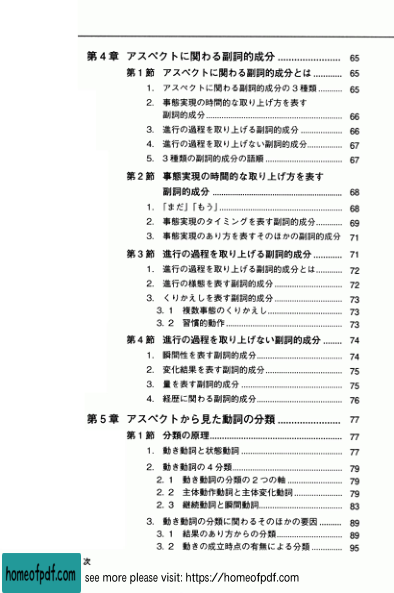 第4章 アスペクトに関わる副詞的成分 ...................... 65
第1節 アスペクトに関わる副詞的成分とは ............ 65
1. アスペクトに関わる副詞的成分の3種類 .......... 65
2. 事態実現の時間的な取り上げ方を表す
副詞的成分 ...................................................... 66
3. 進行の過程を取り上げる副詞的成分 ................ 66
4. 進行の過程を取り上げない副詞的成分 ............. 67
5. 3種類の副詞的成分の語順 ............................... 67
第2節 事態実現の時間的な取り上げ方を表す
副詞的成分 ................................................ 68
1. 「まだ」「もう」 .................................................. 68
2. 事態実現のタイミングを表す副詞的成分 .......... 69
3. 事態実現のあり方を表すそのほかの副詞的成分 71
第3節 進行の過程を取り上げる副詞的成分 ............ 71
1. 進行の過程を取り上げる副詞的成分とは .......... 72
2. 進行の様態を表す副詞的成分 .......................... 72
3. くりかえしを表す副詞的成分 .......................... 73
3. 1 複数事態のくりかえし ............................ 73
3. 2 習慣的動作 ............................................. 73
第4節 進行の過程を取り上げない副詞的成分 ........ 74
1. 瞬間性を表す副詞的成分 ................................. 74
2. 変化結果を表す副詞的成分 .............................. 75
3. 量を表す副詞的成分 ........................................ 75
4. 経歴に関わる副詞的成分 ................................. 76
第5章 アスペクトから見た動詞の分類 ...................... 77
第1節 分類の原理 .................................................. 77
1. 動き動詞と状態動詞 ........................................ 77
2. 動き動詞の4分類 ............................................. 79
2. 1 動き動詞の分類の2つの軸 ..................... 79
2. 2 主体動作動詞と主体変化動詞 ................. 79
2. 3 継続動詞と瞬間動詞 ............................... 83
3. 動き動詞の分類に関わるそのほかの要因 ......... 89
3. 1 結果のあり方からの分類 ........................ 89
3. 2 動きの成立時点の有無による分類 ........... 95
次
homeofpdf.com see more please visit: https://homeofpdf.com